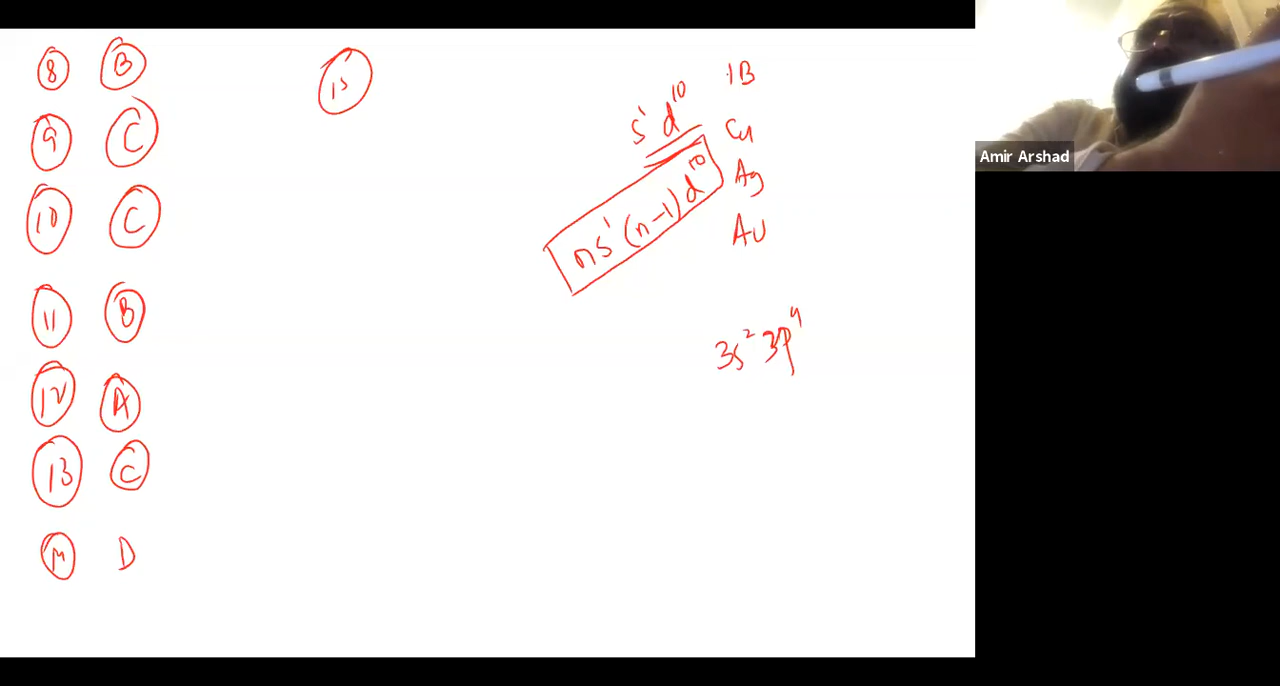 8 B
9 C
10 C
11 B
12 A
13 C
14 D
15
s¹ d¹⁰
ns¹ (n-1) d¹⁰
1B
Cu
Ag
Au
3s² 3p⁴
Amir Arshad